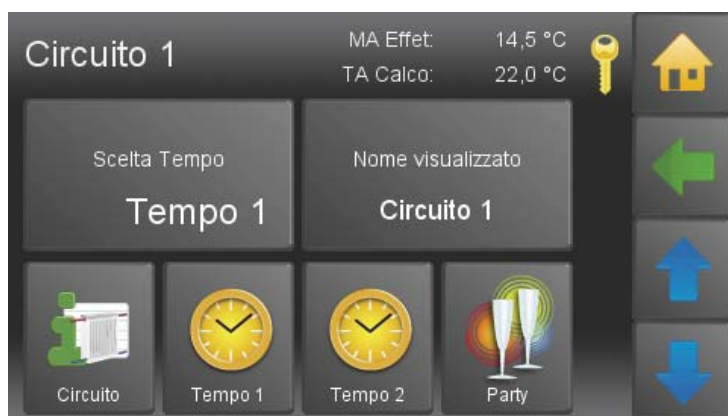 Circuito 1
MA Effet: 14,5 °C
TA Calco: 22,0 °C
Scelta Tempo
Tempo 1
Nome visualizzato
Circuito 1
Circuito
Tempo 1
Tempo 2
Party